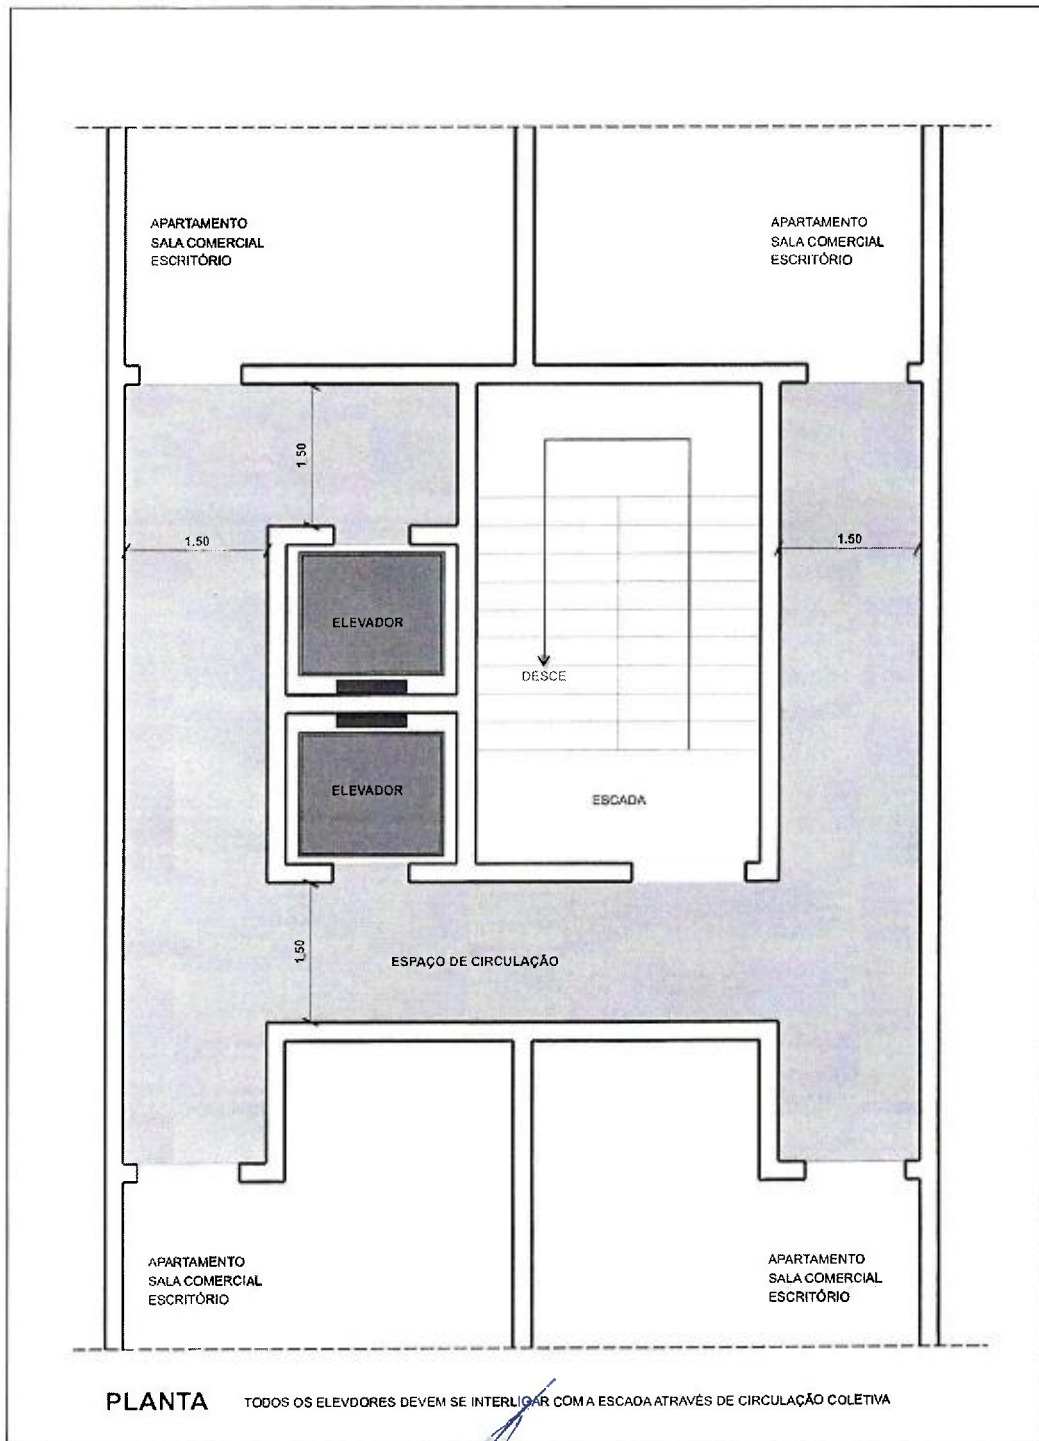 APARTAMENTO
SALA COMERCIAL
ESCRITÓRIO
APARTAMENTO
SALA COMERCIAL
ESCRITÓRIO
1.50
1.50
1.50
ELEVADOR
DESCE
ELEVADOR
ESCADA
1.50
ESPAÇO DE CIRCULAÇÃO
APARTAMENTO
SALA COMERCIAL
ESCRITÓRIO
APARTAMENTO
SALA COMERCIAL
ESCRITÓRIO
PLANTA TODOS OS ELEVDORES DEVEM SE INTERLIGAR COM A ESCADA ATRAVÉS DE CIRCULAÇÃO COLETIVA